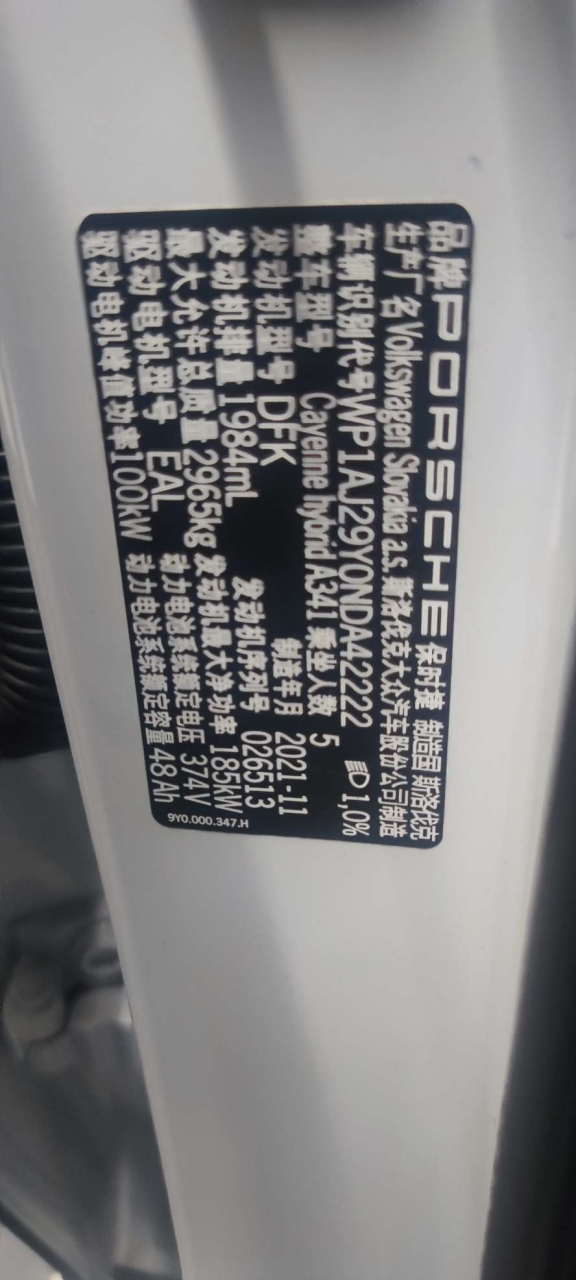 品牌 PORSCHE 保时捷 制造国 斯洛伐克
生产厂名 Volkswagen Slovakia a.s. 斯洛伐克大众汽车股份公司制造
车辆识别代号 WP1AJ29Y0NDA42222 1,0%
整车型号 Cayenne hybrid A341 乘坐人数 5
发动机型号 DFK 制造年月 2021-11
发动机排量 1984mL 发动机序列号 026513
最大允许总质量 2965kg 发动机最大净功率 185kW
驱动电机型号 EAL 动力电池系统额定电压 374V
驱动电机峰值功率 100kW 动力电池系统额定容量 48Ah
9Y0.000.347.H